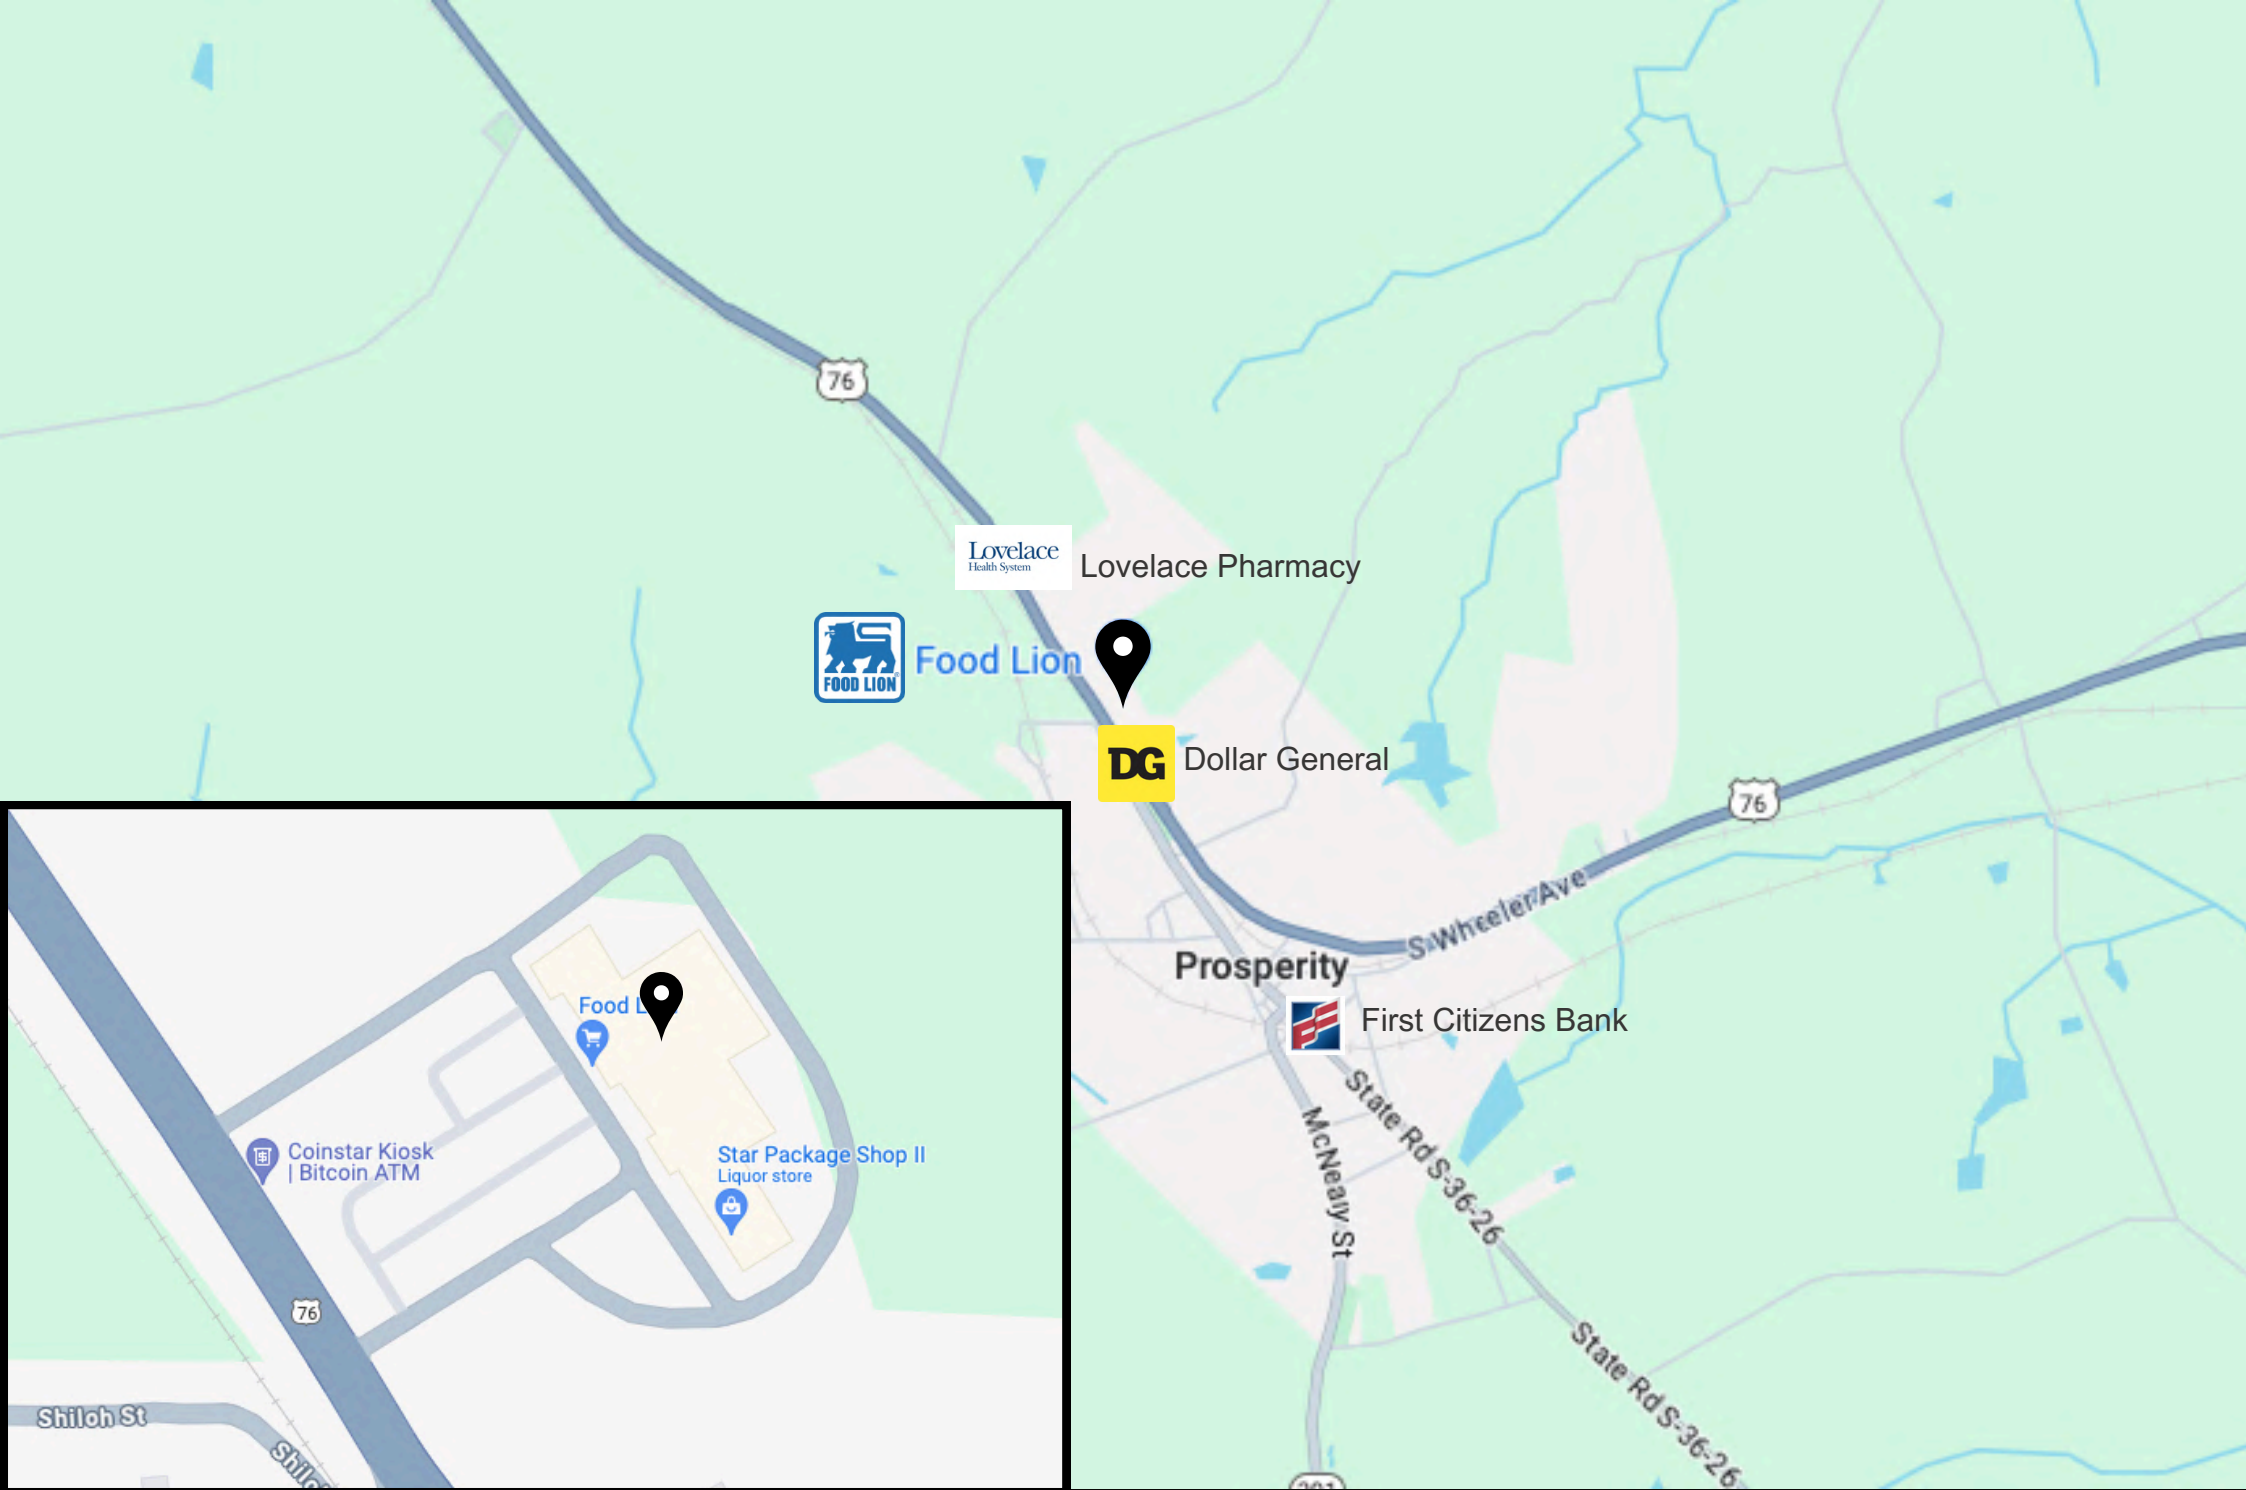 76
Lovelace
Health System
Lovelace Pharmacy
FOOD LION
Food Lion
DG
Dollar General
76
S Wheeler Ave
Prosperity
First Citizens Bank
State Rd S-36-26
McNeary St
State Rd S-36-26
Food
Coinstar Kiosk
| Bitcoin ATM
Star Package Shop II
Liquor store
76
Shiloh St